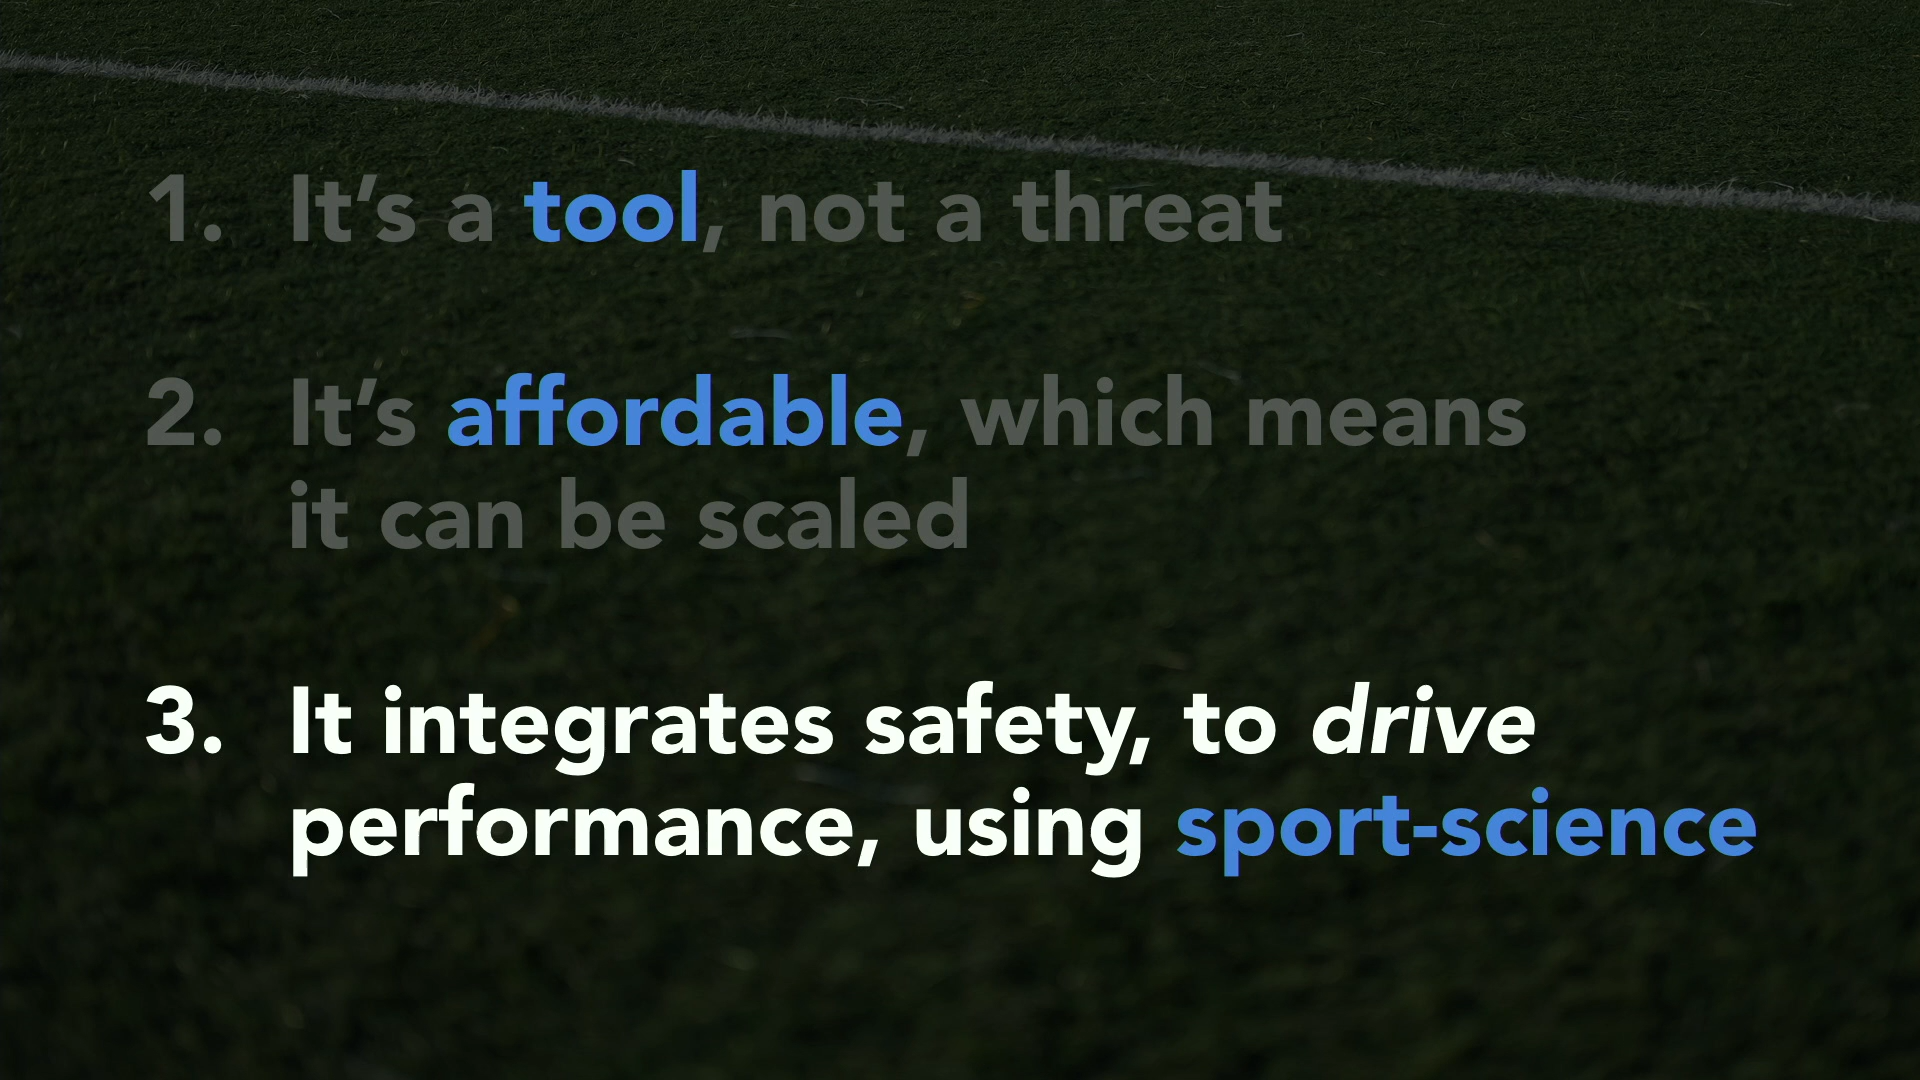 1. It’s a tool, not a threat
2. It’s affordable, which means
it can be scaled
3. It integrates safety, to drive
performance, using sport-science